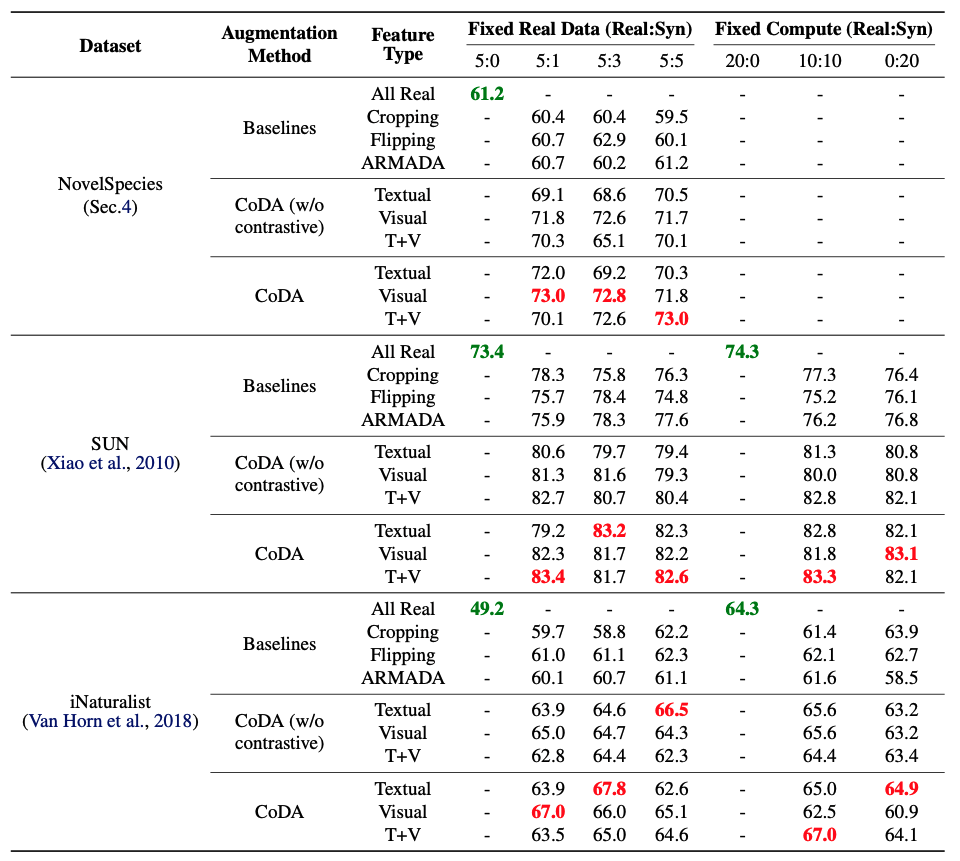 Dataset Augmentation Method Feature Type Fixed Real Data (Real:Syn) Fixed Compute (Real:Syn)
5:0 5:1 5:3 5:5 20:0 10:10 0:20
NovelSpecies (Sec.4)
Baselines
All Real 61.2 - - - - - -
Cropping - 60.4 60.4 59.5 - - -
Flipping - 60.7 62.9 60.1 - - -
ARMADA - 60.7 60.2 61.2 - - -
CoDA (w/o contrastive)
Textual - 69.1 68.6 70.5 - - -
Visual - 71.8 72.6 71.7 - - -
T+V - 70.3 65.1 70.1 - - -
CoDA
Textual - 72.0 69.2 70.3 - - -
Visual - 73.0 72.8 71.8 - - -
T+V - 70.1 72.6 73.0 - - -
SUN (Xiao et al., 2010)
Baselines
All Real 73.4 - - - 74.3 - -
Cropping - 78.3 75.8 76.3 - 77.3 76.4
Flipping - 75.7 78.4 74.8 - 75.2 76.1
ARMADA - 75.9 78.3 77.6 - 76.2 76.8
CoDA (w/o contrastive)
Textual - 80.6 79.7 79.4 - 81.3 80.8
Visual - 81.3 81.6 79.3 - 80.0 80.8
T+V - 82.7 80.7 80.4 - 82.8 82.1
CoDA
Textual - 79.2 83.2 82.3 - 82.8 82.1
Visual - 82.3 81.7 82.2 - 81.8 83.1
T+V - 83.4 81.7 82.6 - 83.3 82.1
iNaturalist (Van Horn et al., 2018)
Baselines
All Real 49.2 - - - 64.3 - -
Cropping - 59.7 58.8 62.2 - 61.4 63.9
Flipping - 61.0 61.1 62.3 - 62.1 62.7
ARMADA - 60.1 60.7 61.1 - 61.6 58.5
CoDA (w/o contrastive)
Textual - 63.9 64.6 66.5 - 65.6 63.2
Visual - 65.0 64.7 64.3 - 65.6 63.2
T+V - 62.8 64.4 62.3 - 64.4 63.4
CoDA
Textual - 63.9 67.8 62.6 - 65.0 64.9
Visual - 67.0 66.0 65.1 - 62.5 60.9
T+V - 63.5 65.0 64.6 - 67.0 64.1